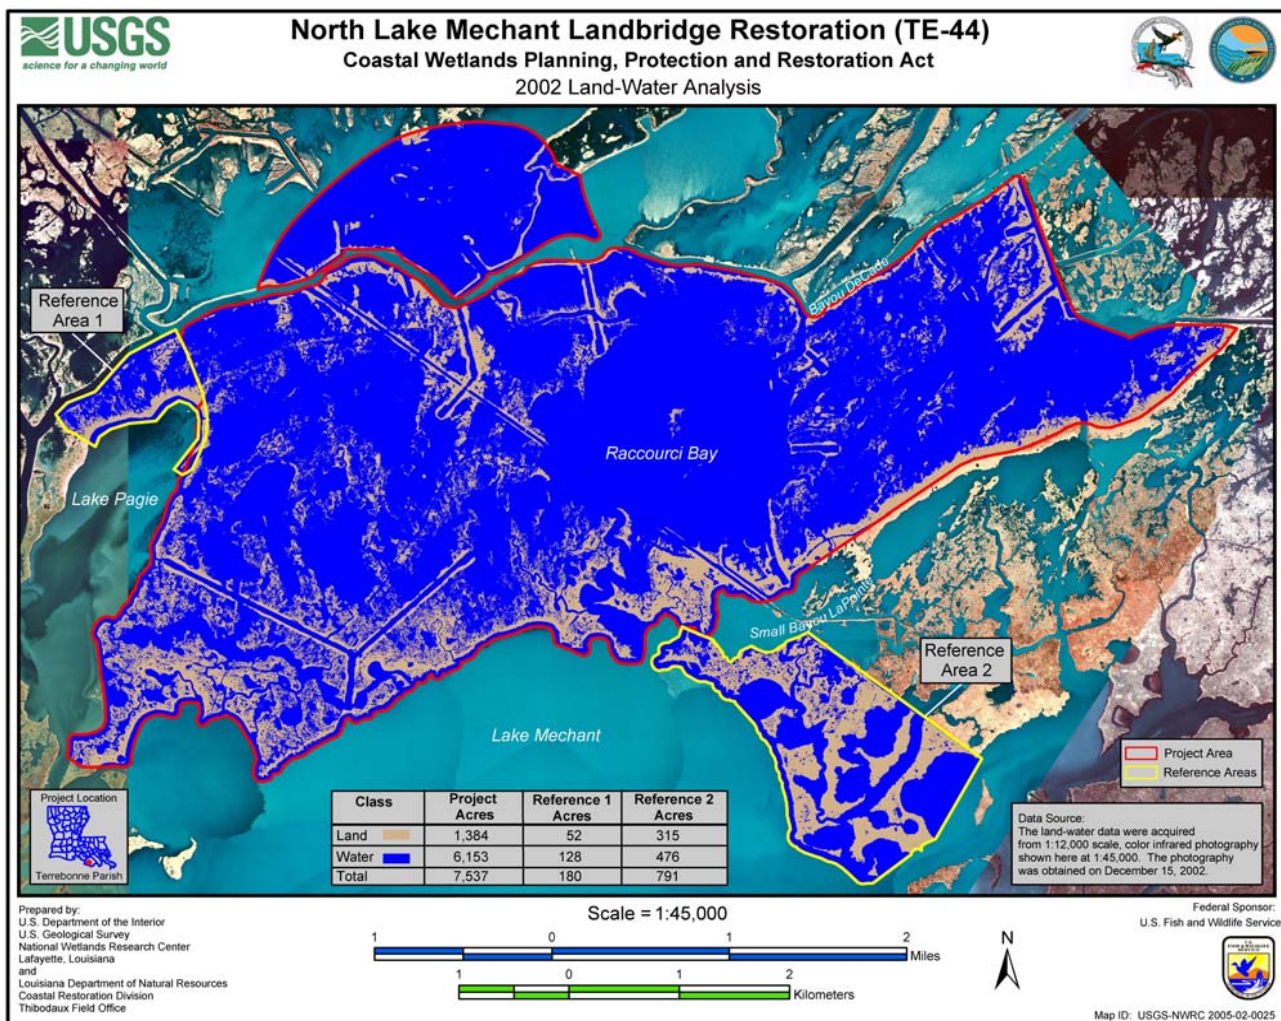 USGS
science for a changing world
North Lake Mechant Landbridge Restoration (TE-44)
Coastal Wetlands Planning, Protection and Restoration Act
2002 Land-Water Analysis
Reference
Area 1
Bayou DeCade
Raccourci Bay
Lake Pagie
Small Bayou LaPointe
Reference
Area 2
Lake Mechant
Project Area
Reference Areas
Project Location
Terrebonne Parish
Class Project Acres Reference 1 Acres Reference 2 Acres
Land 1,384 52 315
Water 6,153 128 476
Total 7,537 180 791
Data Source:
The land-water data were acquired
from 1:12,000 scale, color infrared photography
shown here at 1:45,000. The photography
was obtained on December 15, 2002.
Prepared by:
U.S. Department of the Interior
U.S. Geological Survey
National Wetlands Research Center
Lafayette, Louisiana
and
Louisiana Department of Natural Resources
Coastal Restoration Division
Thibodaux Field Office
Scale = 1:45,000
1 0 1 2
Miles
1 0 1 2
Kilometers
N
Federal Sponsor:
U.S. Fish and Wildlife Service
Map ID: USGS-NWRC 2005-02-0025